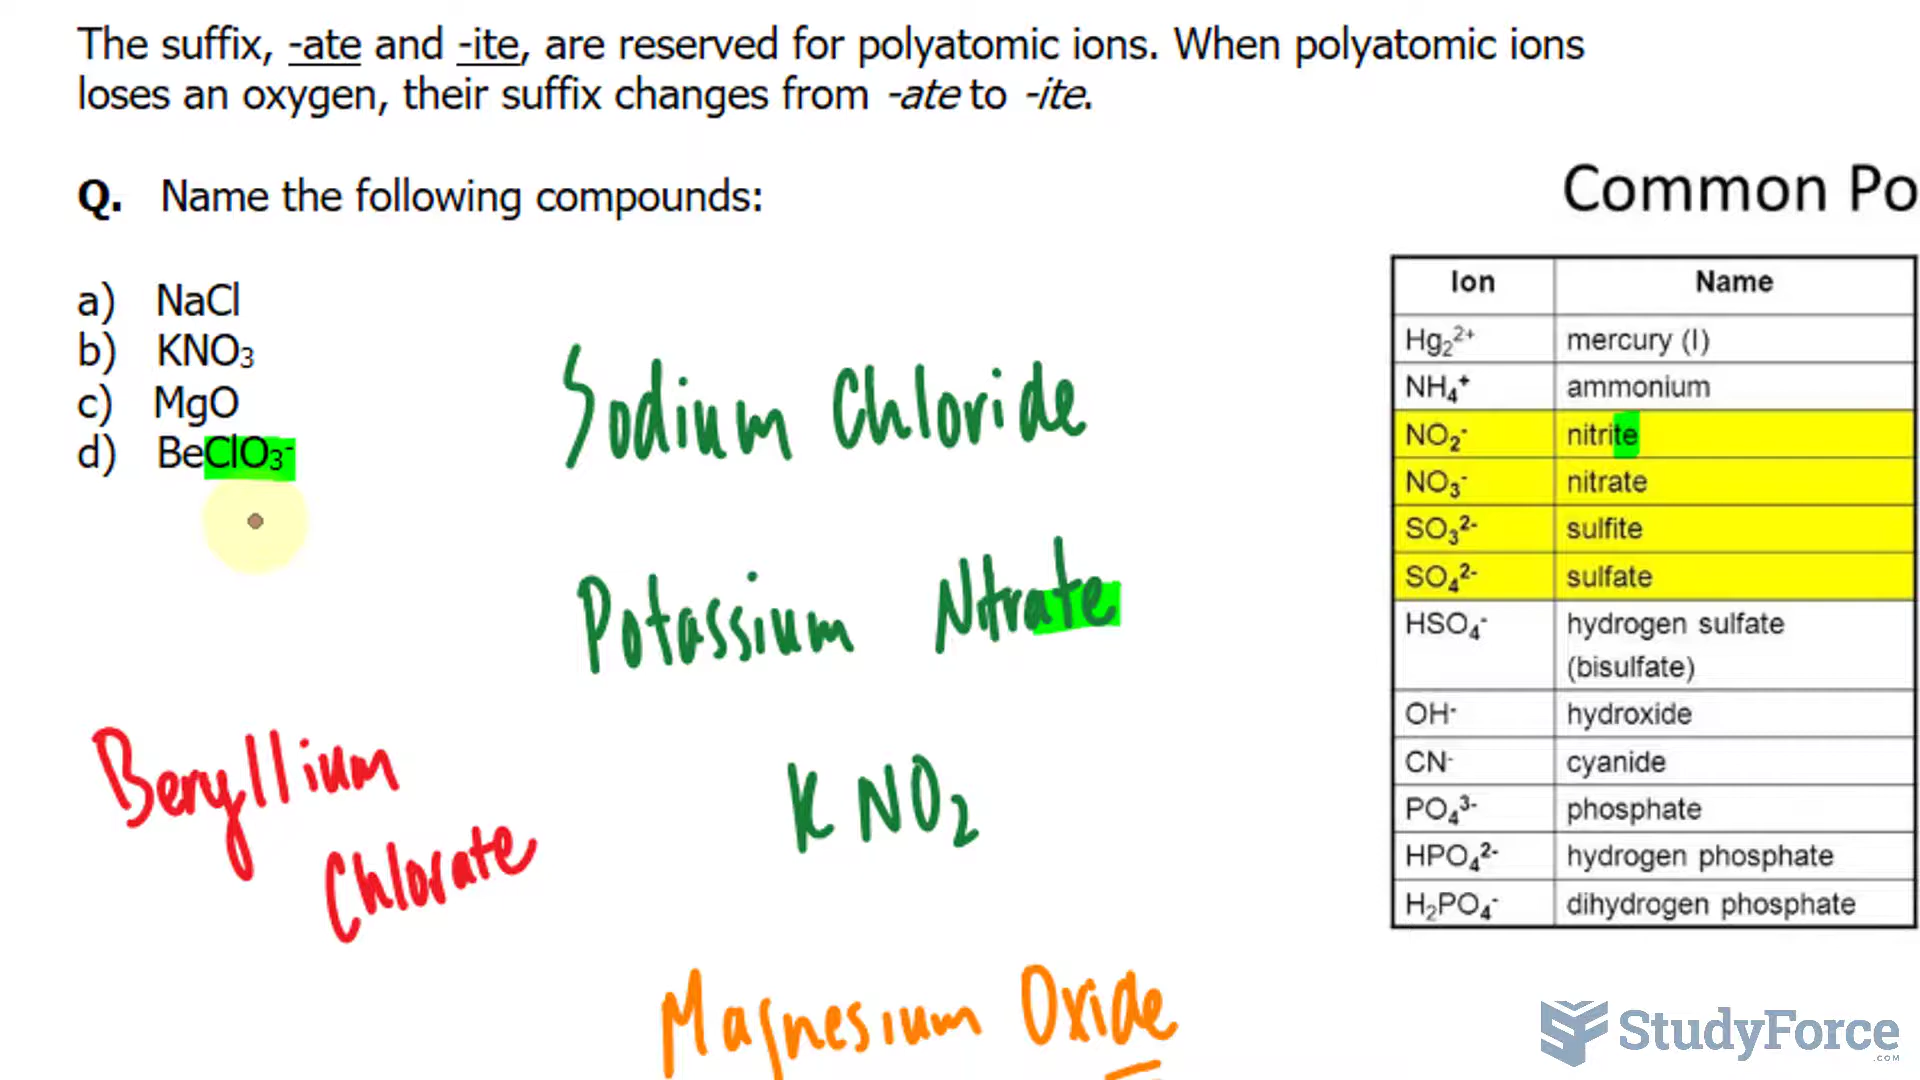 The suffix, -ate and -ite, are reserved for polyatomic ions. When polyatomic ions
loses an oxygen, their suffix changes from -ate to -ite.
Q. Name the following compounds:
a) NaCl
b) KNO₃
c) MgO
d) BeClO₃⁻
Sodium Chloride
Potassium Nitrate
KNO₂
Beryllium
Chlorate
Magnesium Oxide
Common Po
Ion Name
Hg₂²⁺ mercury (I)
NH₄⁺ ammonium
NO₂⁻ nitrite
NO₃⁻ nitrate
SO₃²⁻ sulfite
SO₄²⁻ sulfate
HSO₄⁻ hydrogen sulfate
(bisulfate)
OH⁻ hydroxide
CN⁻ cyanide
PO₄³⁻ phosphate
HPO₄²⁻ hydrogen phosphate
H₂PO₄⁻ dihydrogen phosphate
StudyForce
.COM